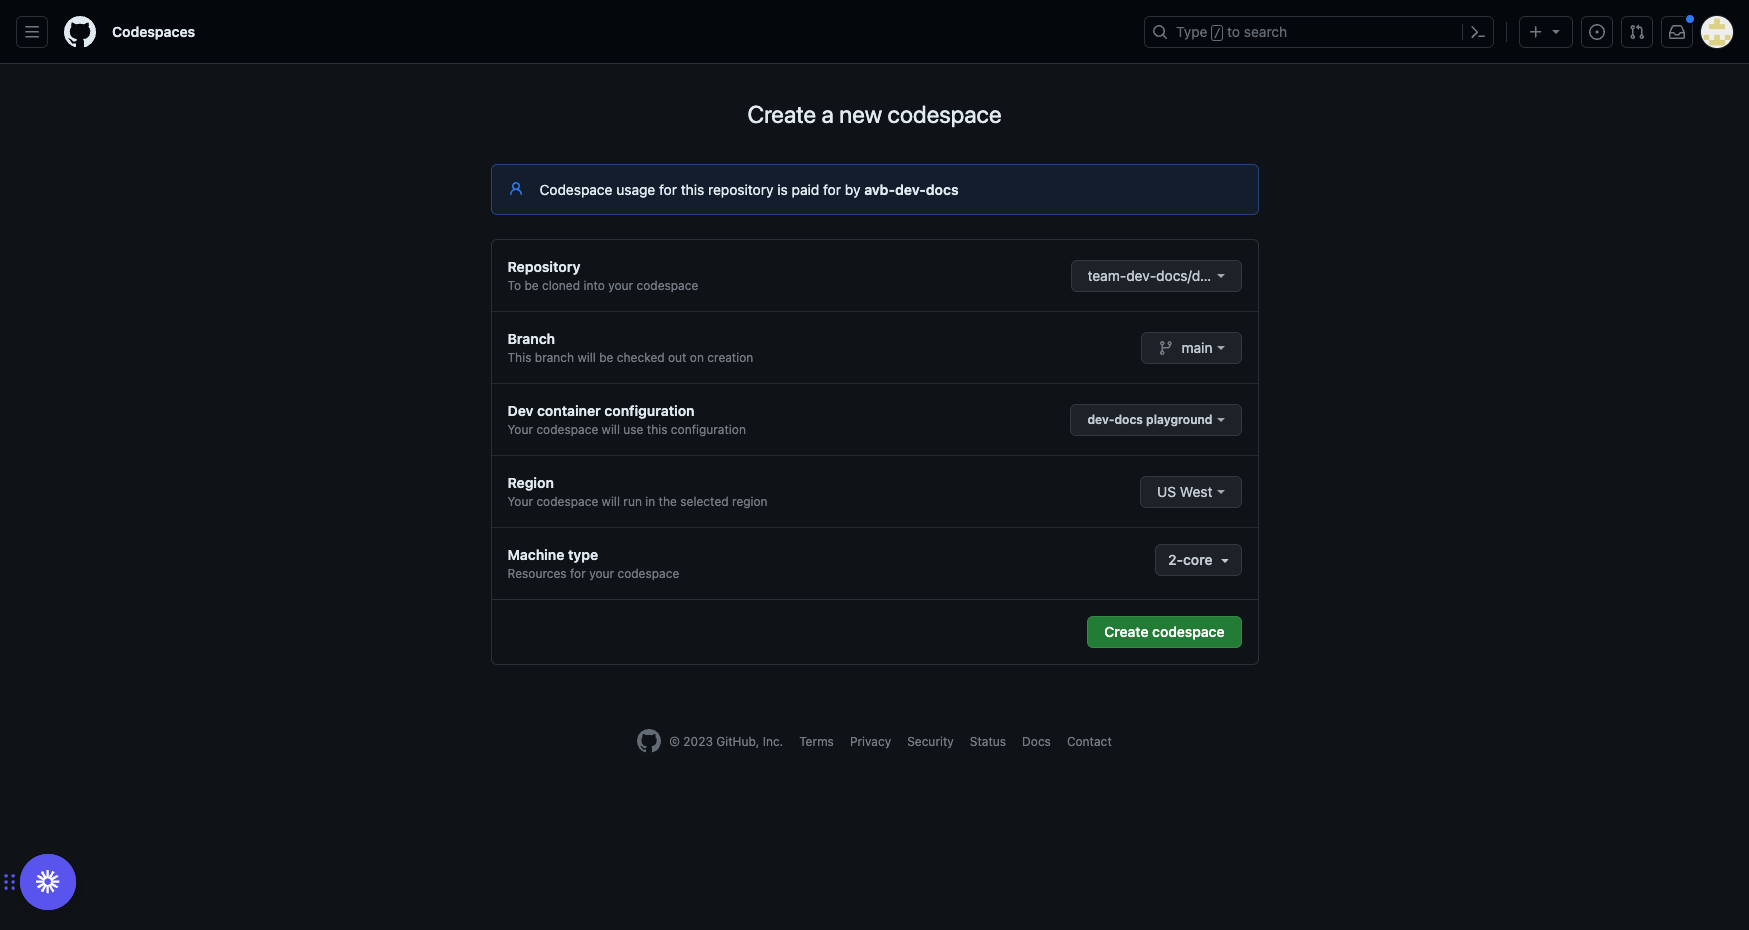 Codespaces
Type / to search
Create a new codespace
Codespace usage for this repository is paid for by avb-dev-docs
Repository
To be cloned into your codespace
team-dev-docs/d...
Branch
This branch will be checked out on creation
main
Dev container configuration
Your codespace will use this configuration
dev-docs playground
Region
Your codespace will run in the selected region
US West
Machine type
Resources for your codespace
2-core
Create codespace
© 2023 GitHub, Inc. Terms Privacy Security Status Docs Contact